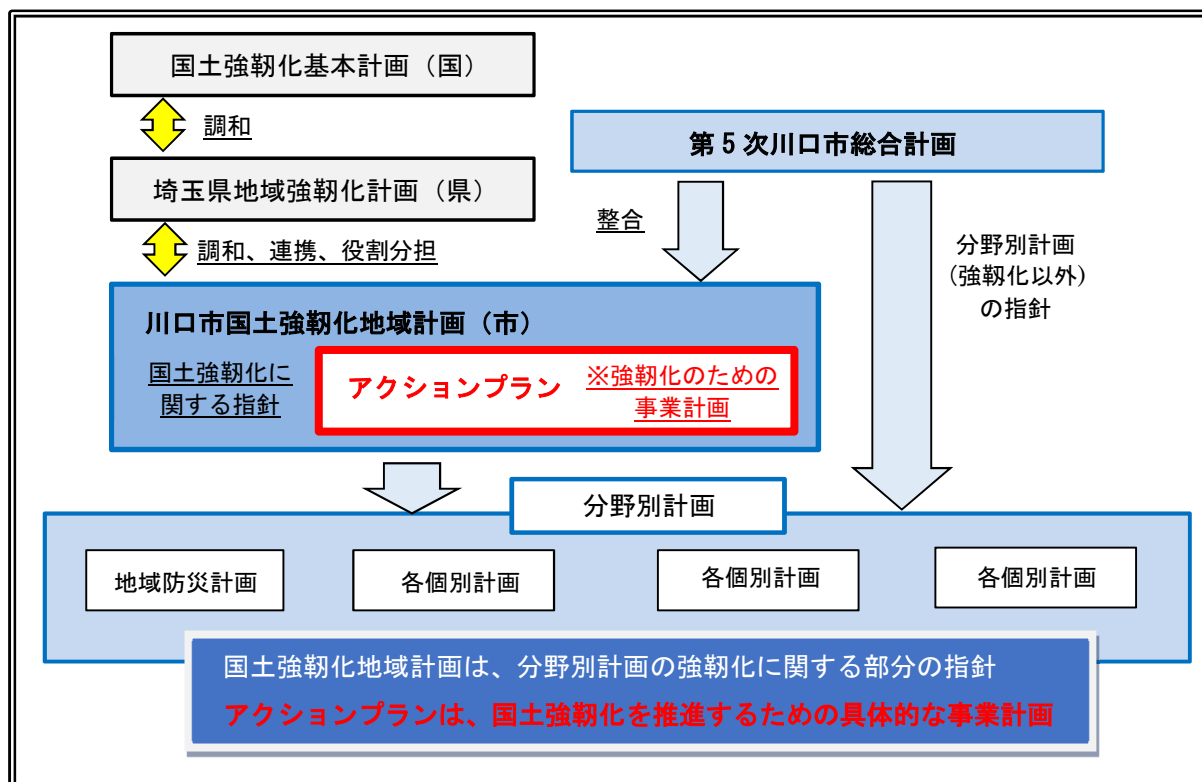 国土強靭化基本計画（国）
調和
埼玉県地域強靭化計画（県）
調和、連携、役割分担
第5次川口市総合計画
整合
分野別計画
(強靱化以外)
の指針
川口市国土強靭化地域計画（市）
国土強靭化に
関する指針
アクションプラン
※強靭化のための
事業計画
分野別計画
地域防災計画
各個別計画
各個別計画
各個別計画
国土強靭化地域計画は、分野別計画の強靭化に関する部分の指針
アクションプランは、国土強靭化を推進するための具体的な事業計画